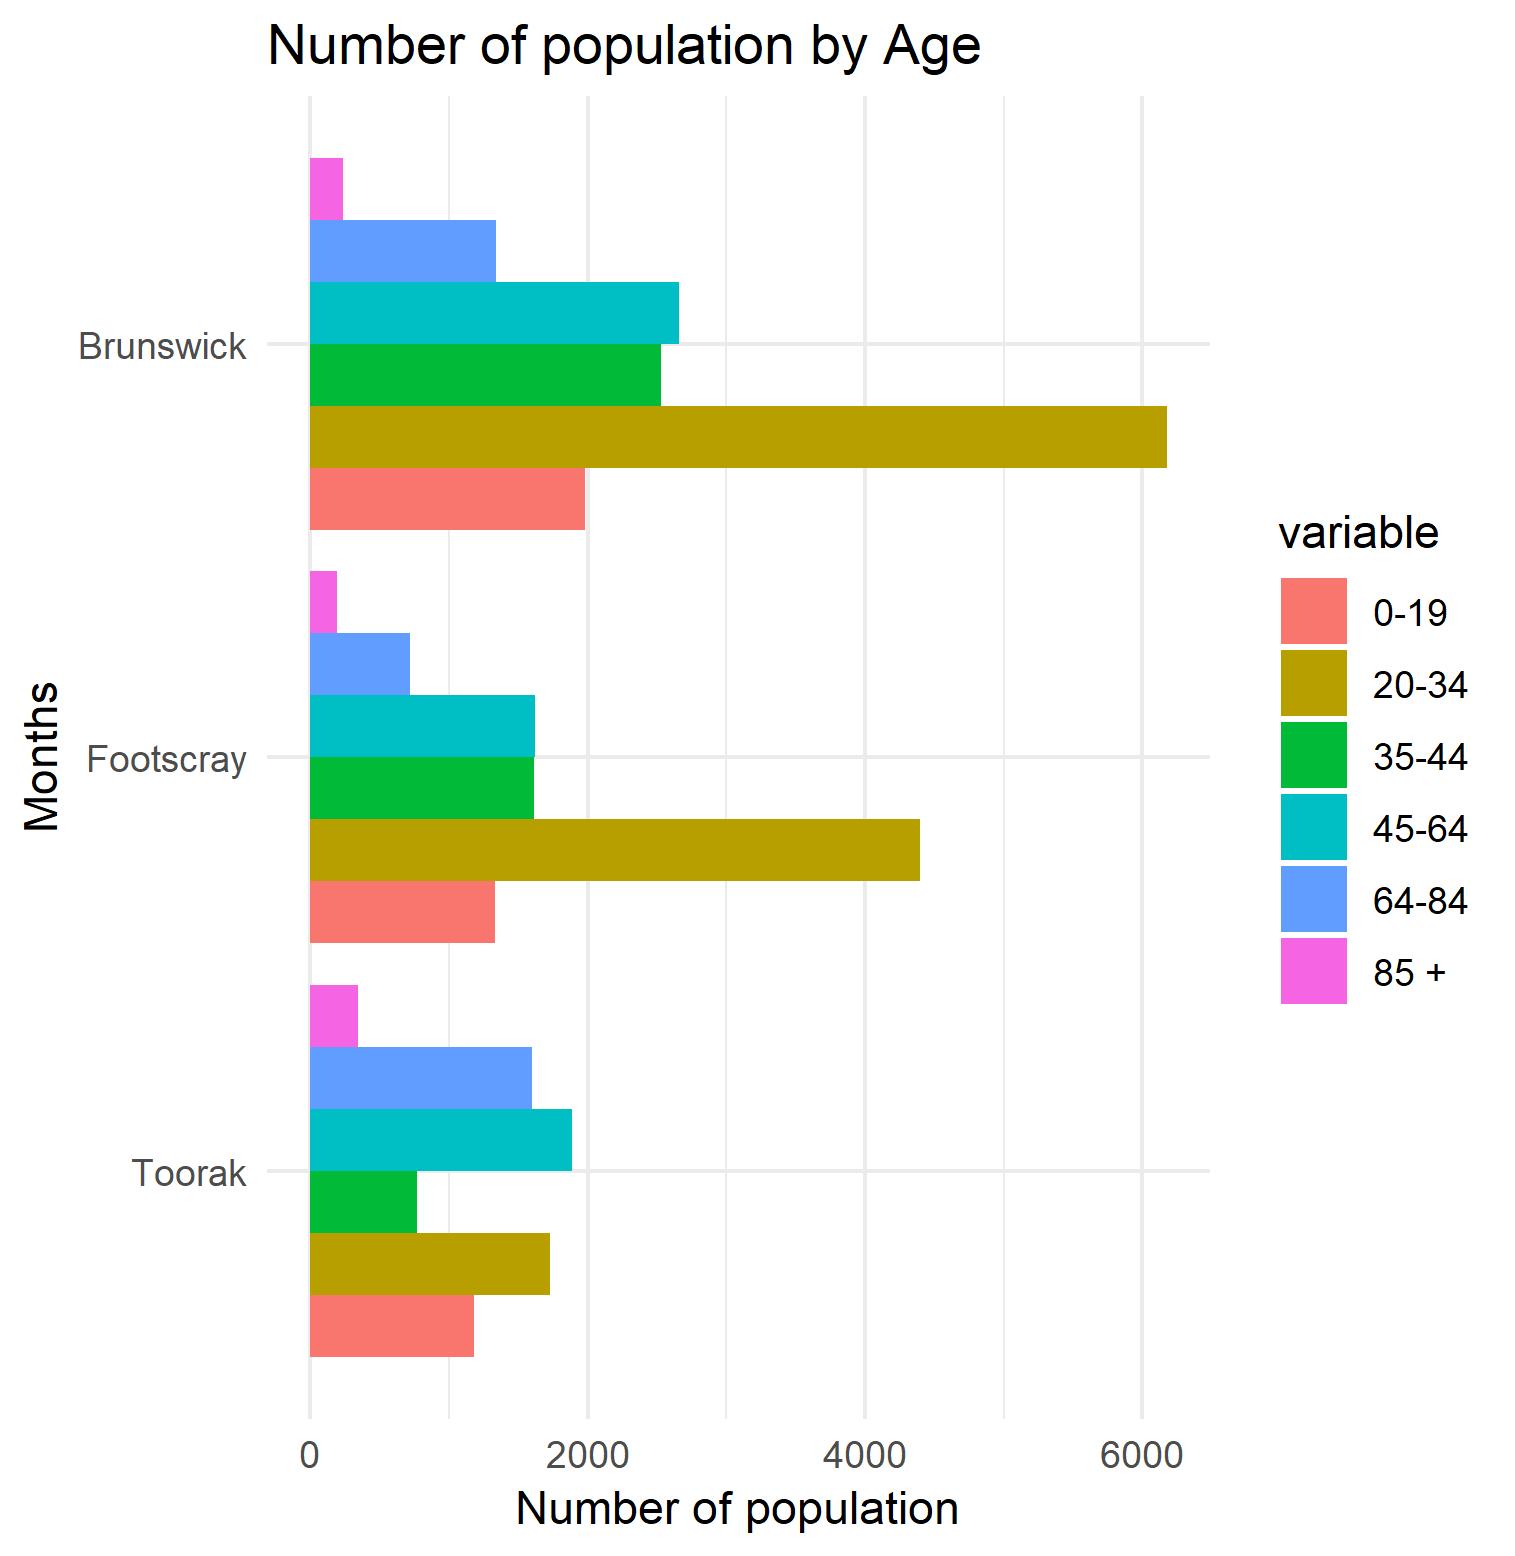 Number of population by Age
Brunswick
Footscray
Toorak
Months
0
2000
4000
6000
Number of population
variable
0-19
20-34
35-44
45-64
64-84
85 +